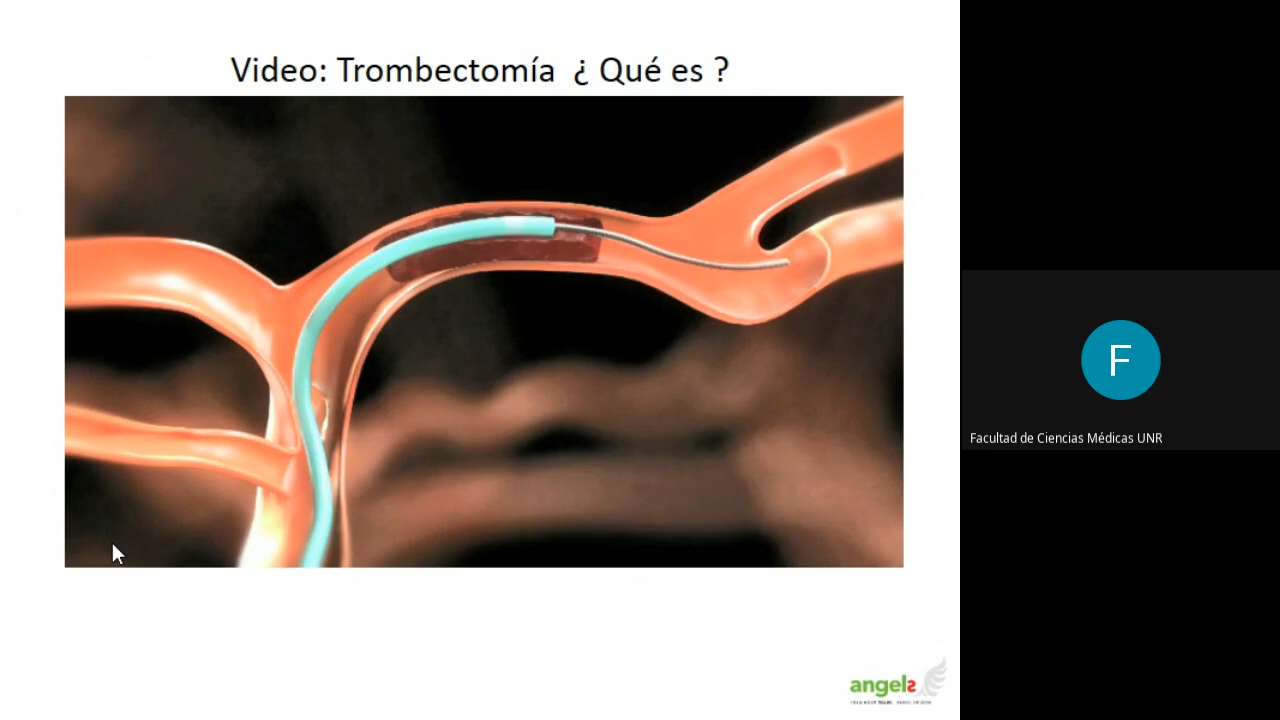 Video: Trombectomía ¿ Qué es ?
F
Facultad de Ciencias Médicas UNR
angels